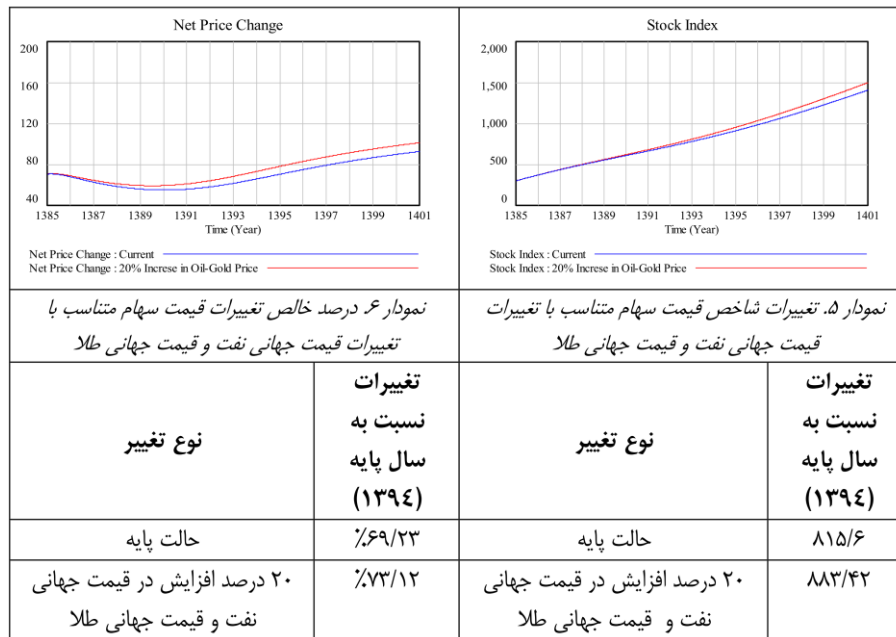 Net Price Change
200
160
120
80
40
1385 1387 1389 1391 1393 1395 1397 1399 1401
Time (Year)
Net Price Change : Current
Net Price Change : 20% Increse in Oil-Gold Price
Stock Index
2,000
1,500
1,000
500
0
1385 1387 1389 1391 1393 1395 1397 1399 1401
Time (Year)
Stock Index : Current
Stock Index : 20% Increse in Oil-Gold Price
نمودار ۵. تغییرات شاخص قیمت سهام متناسب با تغییرات
قیمت جهانی نفت و قیمت جهانی طلا
نمودار ۶. درصد خالص تغییرات قیمت سهام متناسب با
تغییرات قیمت جهانی نفت و قیمت جهانی طلا
تغییرات
نسبت به
سال پایه
(۱۳۹٤)
نوع تغییر
تغییرات
نسبت به
سال پایه
(۱۳۹٤)
نوع تغییر
۸۱۵/۶
حالت پایه
٪۶۹/۲۳
حالت پایه
۸۸۳/۴۲
۲۰ درصد افزایش در قیمت جهانی
نفت و قیمت جهانی طلا
٪۷۳/۱۲
۲۰ درصد افزایش در قیمت جهانی
نفت و قیمت جهانی طلا